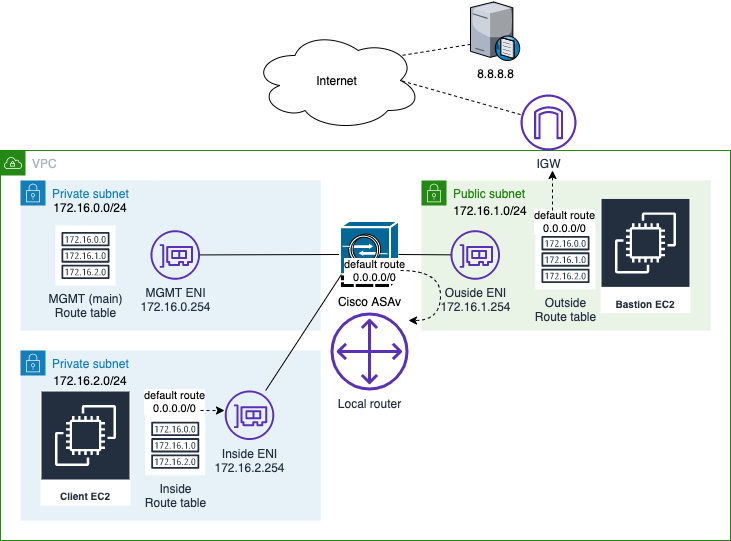 8.8.8.8
Internet
IGW
VPC
Private subnet
172.16.0.0/24
172.16.0.0
172.16.1.0
172.16.2.0
MGMT (main)
Route table
MGMT ENI
172.16.0.254
default route
0.0.0.0/0
Cisco ASAv
Public subnet
172.16.1.0/24
Ouside ENI
172.16.1.254
default route
0.0.0.0/0
172.16.0.0
172.16.1.0
172.16.2.0
Outside
Route table
Bastion EC2
Local router
Private subnet
172.16.2.0/24
Client EC2
default route
0.0.0.0/0
172.16.0.0
172.16.1.0
172.16.2.0
Inside
Route table
Inside ENI
172.16.2.254